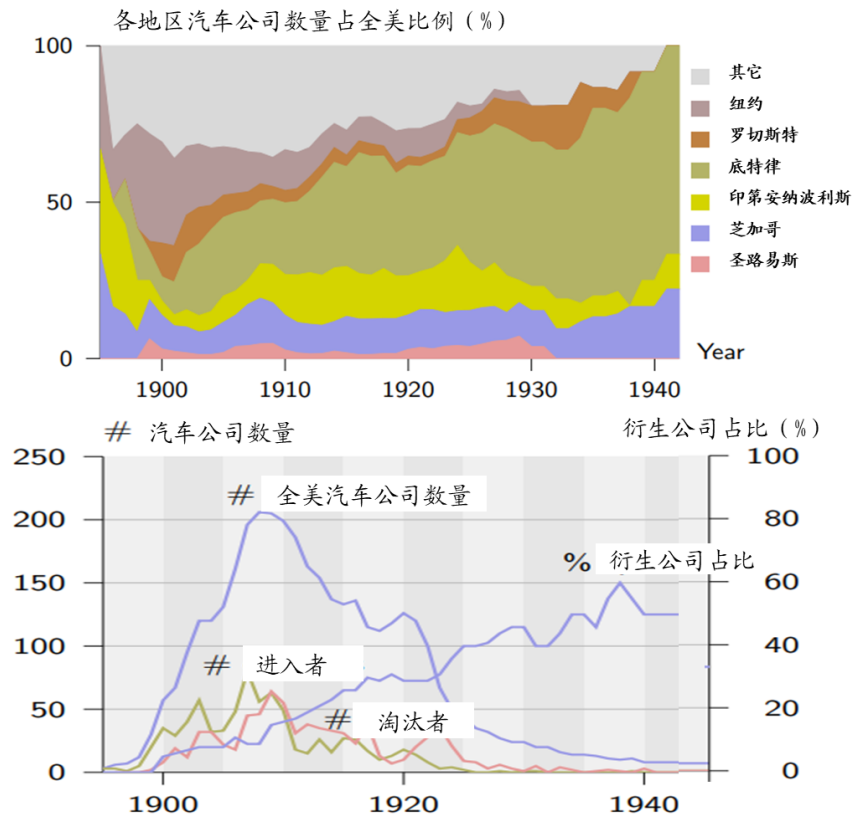 各地区汽车公司数量占全美比例（%）
100
50
0
1900
1910
1920
1930
1940
Year
其它
纽约
罗切斯特
底特律
印第安纳波利斯
芝加哥
圣路易斯
# 汽车公司数量
衍生公司占比（%）
250
200
150
100
50
0
100
80
60
40
20
0
# 全美汽车公司数量
% 衍生公司占比
# 进入者
# 淘汰者
1900
1920
1940